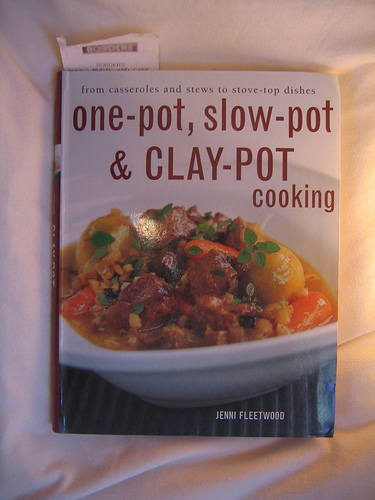 from casseroles and stews to stove-top dishes
one-pot, slow-pot
& CLAY-POT
cooking
JENNI FLEETWOOD